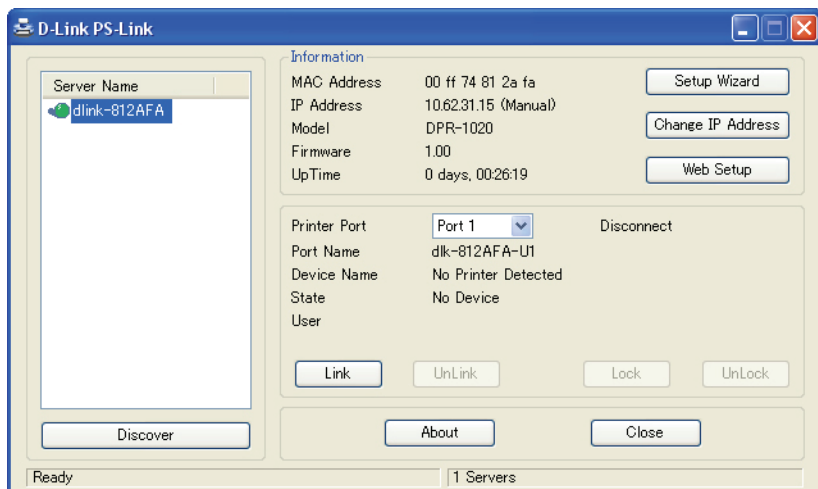 D-Link PS-Link
Server Name
dlink-812AFA
Discover
Information
MAC Address 00 ff 74 81 2a fa
IP Address 10.62.31.15 (Manual)
Model DPR-1020
Firmware 1.00
UpTime 0 days, 00:26:19
Setup Wizard
Change IP Address
Web Setup
Printer Port Port 1 Disconnect
Port Name dlk-812AFA-U1
Device Name No Printer Detected
State No Device
User
Link UnLink Lock UnLock
About Close
Ready 1 Servers